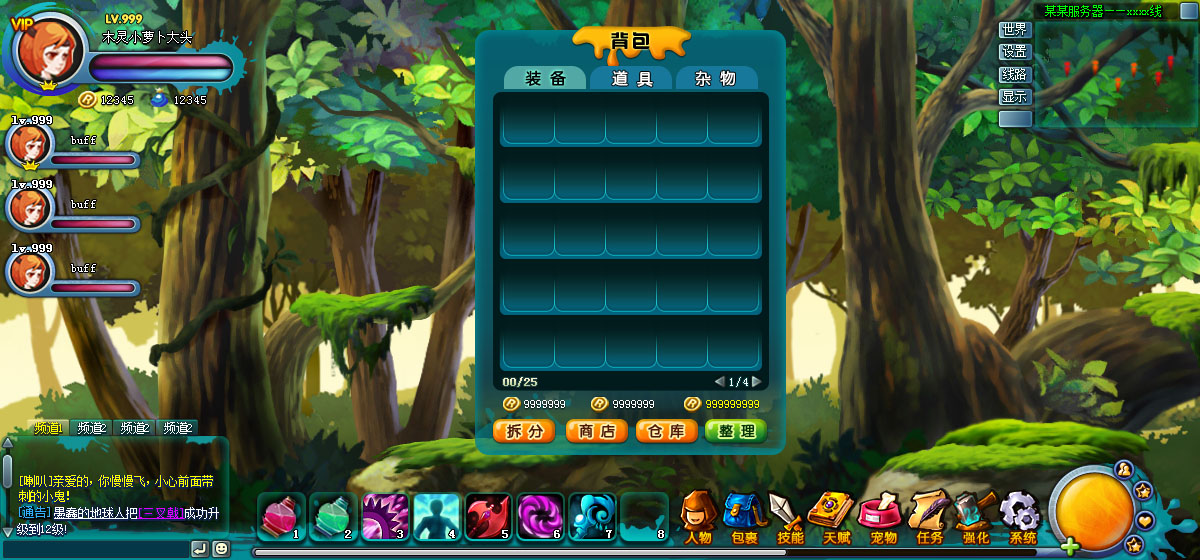 VIP
LV.999
木灵小萝卜大头
12345 12345
lv.999
buff
lv.999
buff
lv.999
buff
背包
装备 道具 杂物
00/25 1/4
9999999 9999999 999999999
拆分 商店 仓库 整理
某某服务器——xxxx线
世界
设置
线路
显示
频道1 频道2 频道2 频道2
[喇叭]亲爱的，你慢慢飞，小心前面带
刺的小鬼！
[通告]愚蠢的地球人把[三叉戟]成功升
级到12级!
1 2 3 4 5 6 7 8
人物 包裹 技能 天赋 宠物 任务 强化 系统